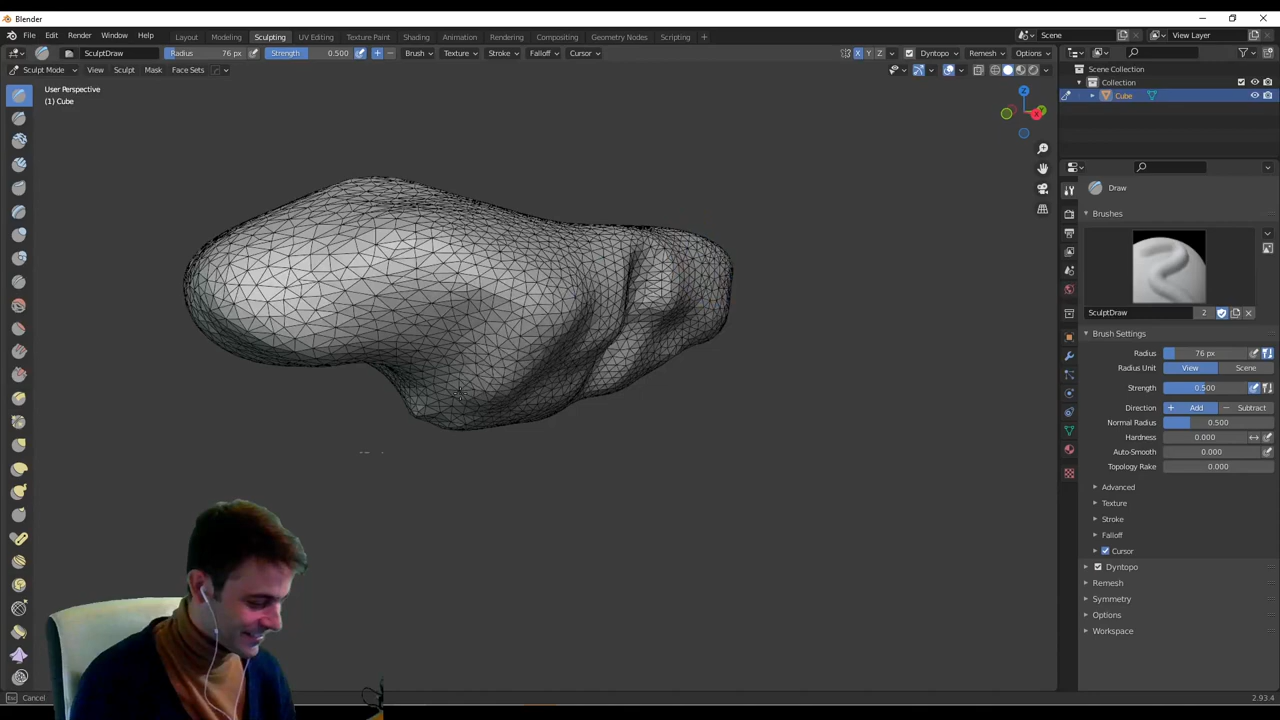 Blender
File Edit Render Window Help Layout Modeling Sculpting UV Editing Texture Paint Shading Animation Rendering Compositing Geometry Nodes Scripting + Scene View Layer
SculptDraw Radius 76 px Strength 0.500 + − Brush Texture Stroke Falloff Cursor X Y Z Dyntopo Remesh Options
Sculpt Mode View Sculpt Mask Face Sets
Scene Collection
Collection
Cube
User Perspective
(1) Cube
Z
Y
X
Draw
Brushes
SculptDraw 2
Brush Settings
Radius 76 px
Radius Unit View Scene
Strength 0.500
Direction + Add − Subtract
Normal Radius 0.500
Hardness 0.000
Auto-Smooth 0.000
Topology Rake 0.000
Advanced
Texture
Stroke
Falloff
Cursor
Dyntopo
Remesh
Symmetry
Options
Workspace
Esc Cancel 2.93.4